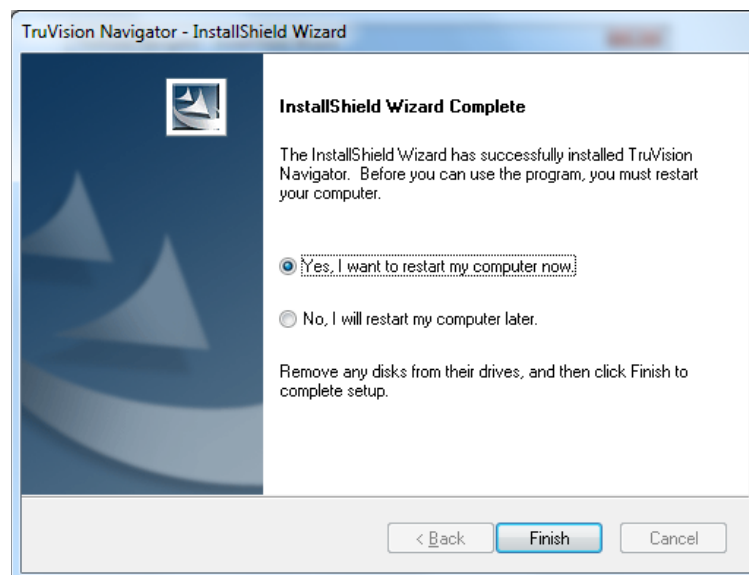 TruVision Navigator - InstallShield Wizard
InstallShield Wizard Complete
The InstallShield Wizard has successfully installed TruVision
Navigator. Before you can use the program, you must restart
your computer.
Yes, I want to restart my computer now.
No, I will restart my computer later.
Remove any disks from their drives, and then click Finish to
complete setup.
< Back
Finish
Cancel